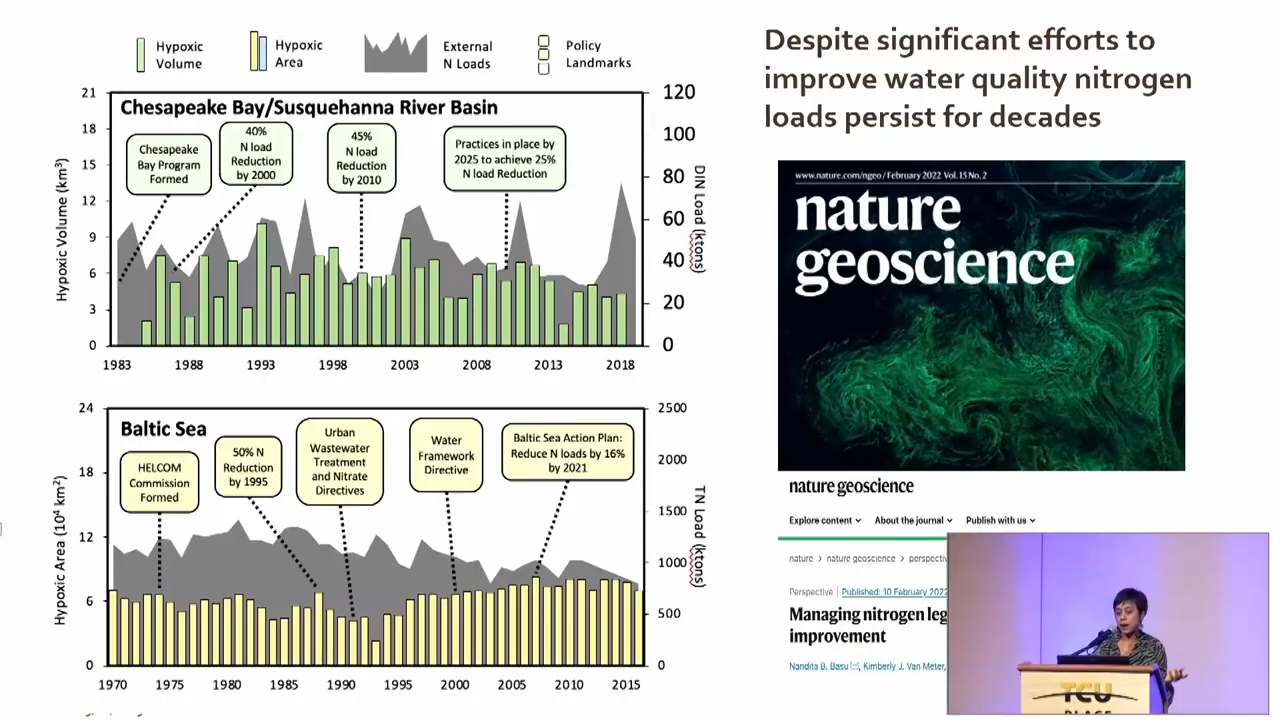 Hypoxic
Volume
Hypoxic
Area
External
N Loads
Policy
Landmarks
Despite significant efforts to
improve water quality nitrogen
loads persist for decades
Chesapeake Bay/Susquehanna River Basin
Chesapeake
Bay Program
Formed
40%
N load
Reduction
by 2000
45%
N load
Reduction
by 2010
Practices in place by
2025 to achieve 25%
N load Reduction
Hypoxic Volume (km³)
21
18
15
12
9
6
3
0
120
100
80
60
40
20
0
DIN Load (ktons)
1983 1988 1993 1998 2003 2008 2013 2018
Baltic Sea
HELCOM
Commission
Formed
50% N
Reduction
by 1995
Urban
Wastewater
Treatment
and Nitrate
Directives
Water
Framework
Directive
Baltic Sea Action Plan:
Reduce N loads by 16%
by 2021
Hypoxic Area (10⁴ km²)
24
18
12
6
0
2500
2000
1500
1000
500
0
TN Load (ktons)
1970 1975 1980 1985 1990 1995 2000 2005 2010 2015
www.nature.com/ngeo/February 2022 Vol.15 No.2
nature
geoscience
nature geoscience
Explore content About the journal Publish with us
nature > nature geoscience > perspectiv
Perspective | Published: 10 February 2022
Managing nitrogen leg
improvement
Nandita B. Basu, Kimberly J. Van Meter,
TCU
PLACE